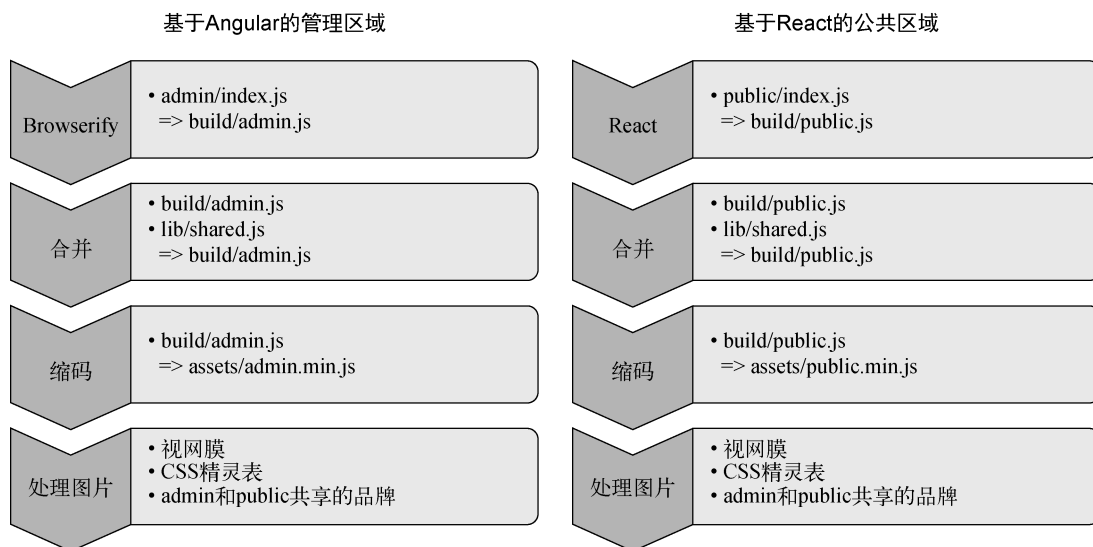 基于Angular的管理区域
Browserify
• admin/index.js
=> build/admin.js
合并
• build/admin.js
• lib/shared.js
=> build/admin.js
缩码
• build/admin.js
=> assets/admin.min.js
处理图片
• 视网膜
• CSS精灵表
• admin和public共享的品牌
基于React的公共区域
React
• public/index.js
=> build/public.js
合并
• build/public.js
• lib/shared.js
=> build/public.js
缩码
• build/public.js
=> assets/public.min.js
处理图片
• 视网膜
• CSS精灵表
• admin和public共享的品牌